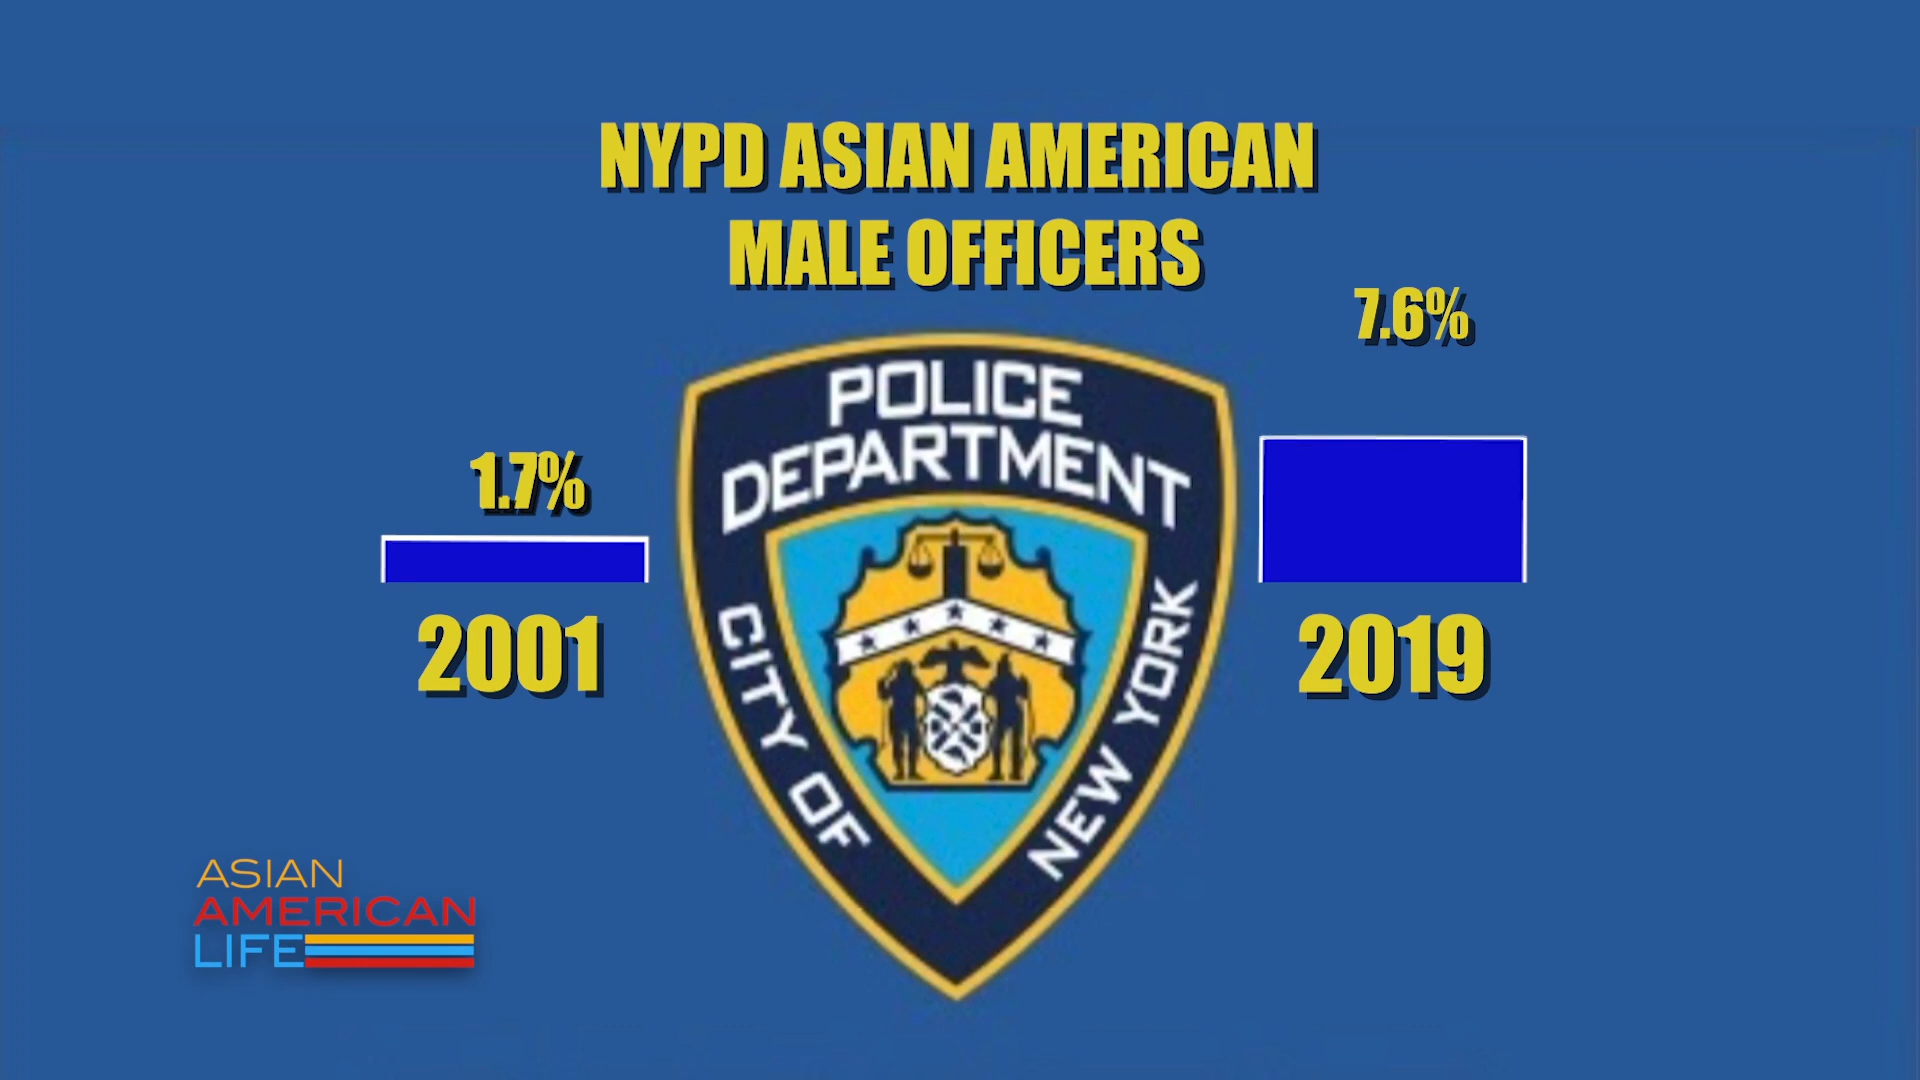 NYPD ASIAN AMERICAN
MALE OFFICERS
7.6%
1.7%
POLICE
DEPARTMENT
CITY OF
NEW YORK
2001
2019
ASIAN
AMERICAN
LIFE